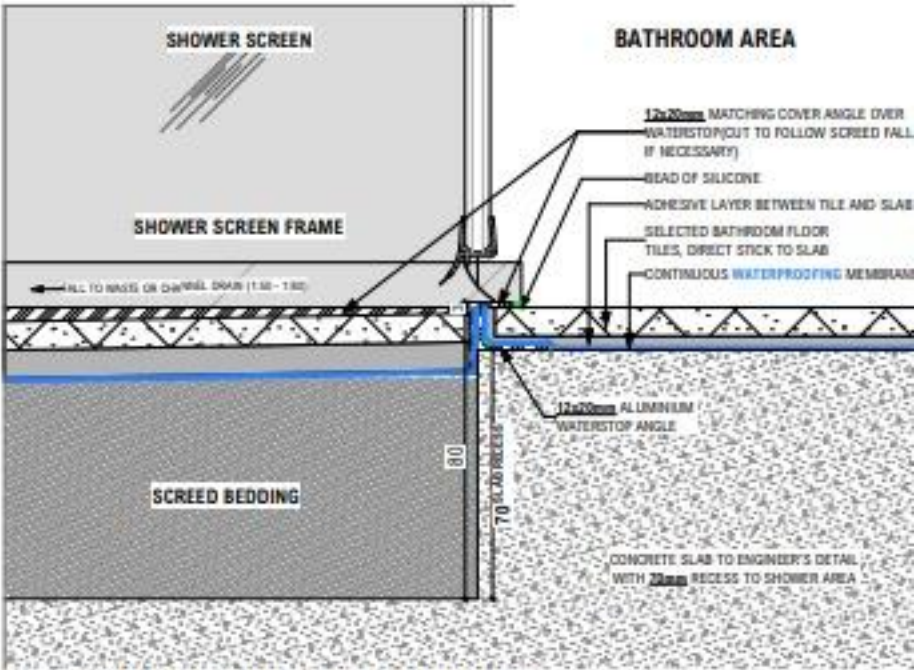 SHOWER SCREEN
BATHROOM AREA
12x20mm MATCHING COVER ANGLE OVER
WATERSTOP(CUT TO FOLLOW SCREED FALL
IF NECESSARY)
BEAD OF SILICONE
ADHESIVE LAYER BETWEEN TILE AND SLAB
SHOWER SCREEN FRAME
SELECTED BATHROOM FLOOR
TILES, DIRECT STICK TO SLAB
CONTINUOUS WATERPROOFING MEMBRANE
FALL TO WASTE OR CHANNEL DRAIN (1:50 - 1:80)
12x20mm ALUMINIUM
WATERSTOP ANGLE
80
70 SLAB RECESS
SCREED BEDDING
CONCRETE SLAB TO ENGINEER'S DETAIL
WITH 70mm RECESS TO SHOWER AREA